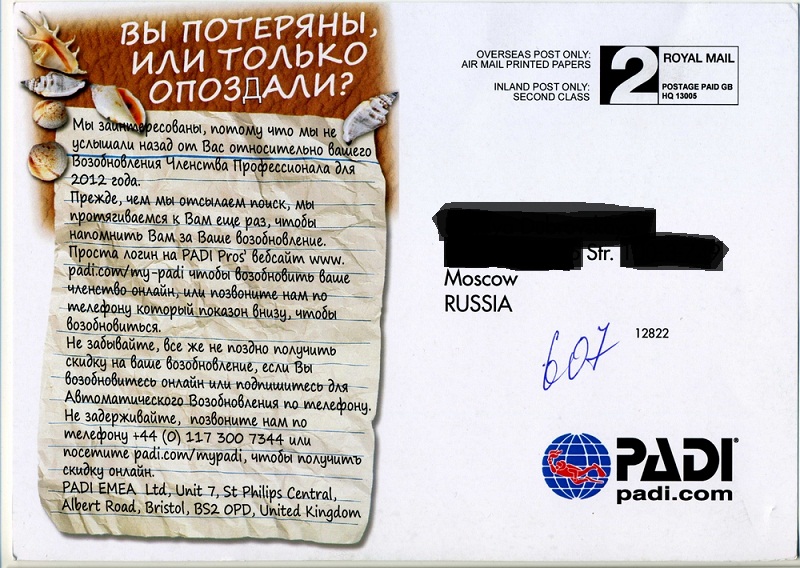 ВЫ ПОТЕРЯНЫ,
ИЛИ ТОЛЬКО
ОПОЗДАЛИ?
Мы заинтересованы, потому что мы не
услышали назад от Вас относительно вашего
Возобновления Членства Профессионала для
2012 года.
Прежде, чем мы отсылаем поиск, мы
протягиваемся к Вам еще раз, чтобы
напомнить Вам за Ваше возобновление.
Проста логин на PADI Pros' вебсайт www.
padi.com/my-padi чтобы возобновить ваше
членство онлайн, или позвоните нам по
телефону который показон внизу, чтобы
возобновиться.
Не забывайте, все же не поздно получить
скидку на ваше возобновление, если Вы
возобновитесь онлайн или подпишитесь для
Автоматического Возобновления по телефону.
Не задерживайте, позвоните нам по
телефону +44 (0) 117 300 7344 или
посетите padi.com/mypadi, чтобы получитъ
скидку онлайн.
PADI EMEA Ltd, Unit 7, St Philips Central,
Albert Road, Bristol, BS2 OPD, United Kingdom
OVERSEAS POST ONLY:
AIR MAIL PRINTED PAPERS
INLAND POST ONLY:
SECOND CLASS
2
ROYAL MAIL
POSTAGE PAID GB
HQ 13005
Str.
Moscow
RUSSIA
607
12822
PADI
padi.com